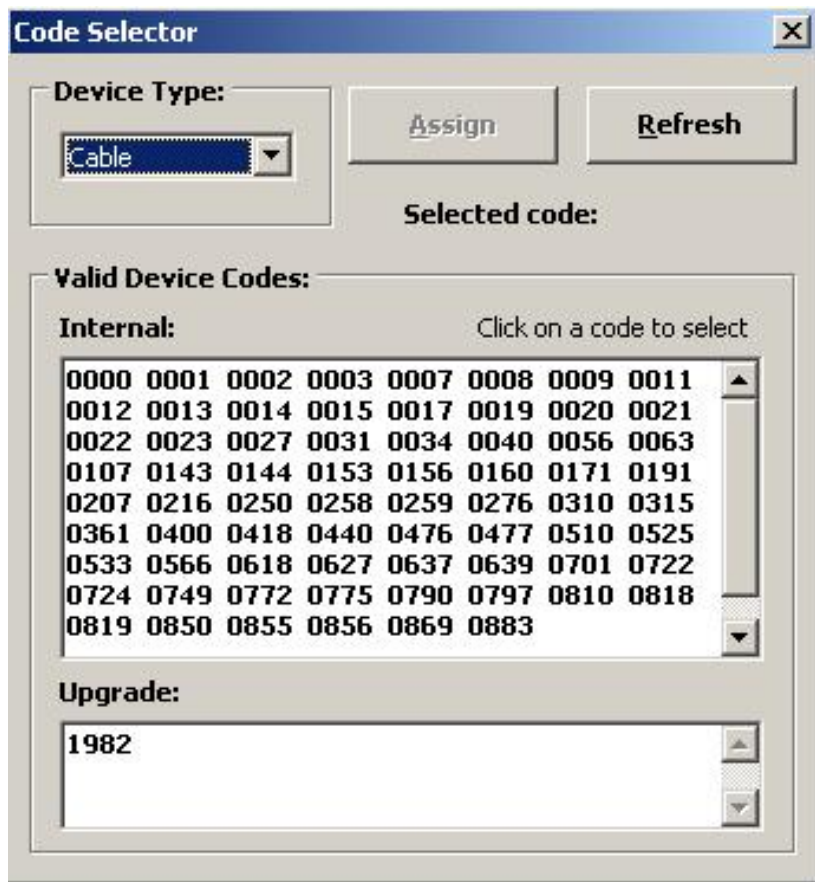 Code Selector
Device Type:
Cable
Assign
Refresh
Selected code:
Valid Device Codes:
Internal:
Click on a code to select
0000 0001 0002 0003 0007 0008 0009 0011
0012 0013 0014 0015 0017 0019 0020 0021
0022 0023 0027 0031 0034 0040 0056 0063
0107 0143 0144 0153 0156 0160 0171 0191
0207 0216 0250 0258 0259 0276 0310 0315
0361 0400 0418 0440 0476 0477 0510 0525
0533 0566 0618 0627 0637 0639 0701 0722
0724 0749 0772 0775 0790 0797 0810 0818
0819 0850 0855 0856 0869 0883
Upgrade:
1982